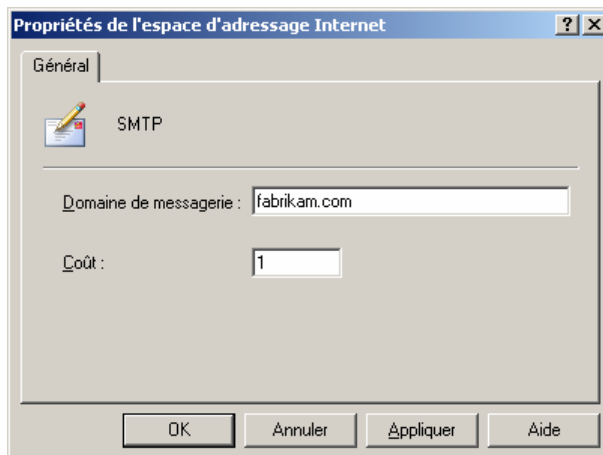 Propriétés de l'espace d'adressage Internet
Général
SMTP
Domaine de messagerie : fabrikam.com
Coût : 1
OK Annuler Appliquer Aide